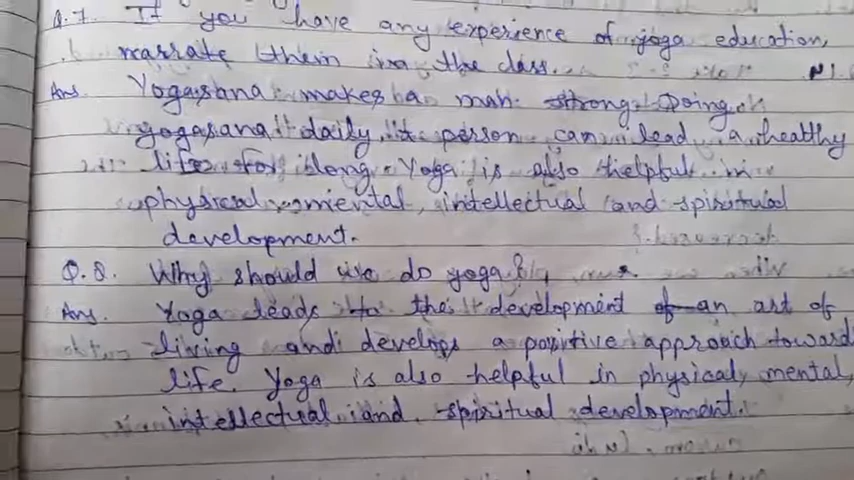 Q.7. If you have any experience of yoga education,
narrate them in the class.
Ans. Yogasana makes a man strong. Doing
yogasana daily, person can lead a healthy
life for long. Yoga is also helpful in
physical, mental, intellectual and spiritual
development.
Q.8. Why should we do yoga?
Ans. Yoga leads to the development of an art of
living and develops a positive approach toward
life. Yoga is also helpful in physical, mental,
intellectual and spiritual development.